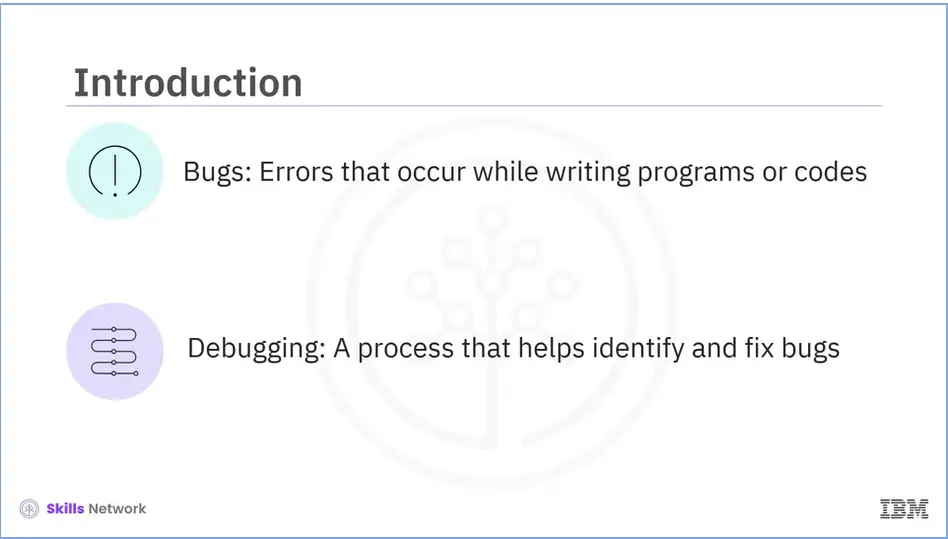 Introduction
Bugs: Errors that occur while writing programs or codes
Debugging: A process that helps identify and fix bugs
Skills Network
IBM